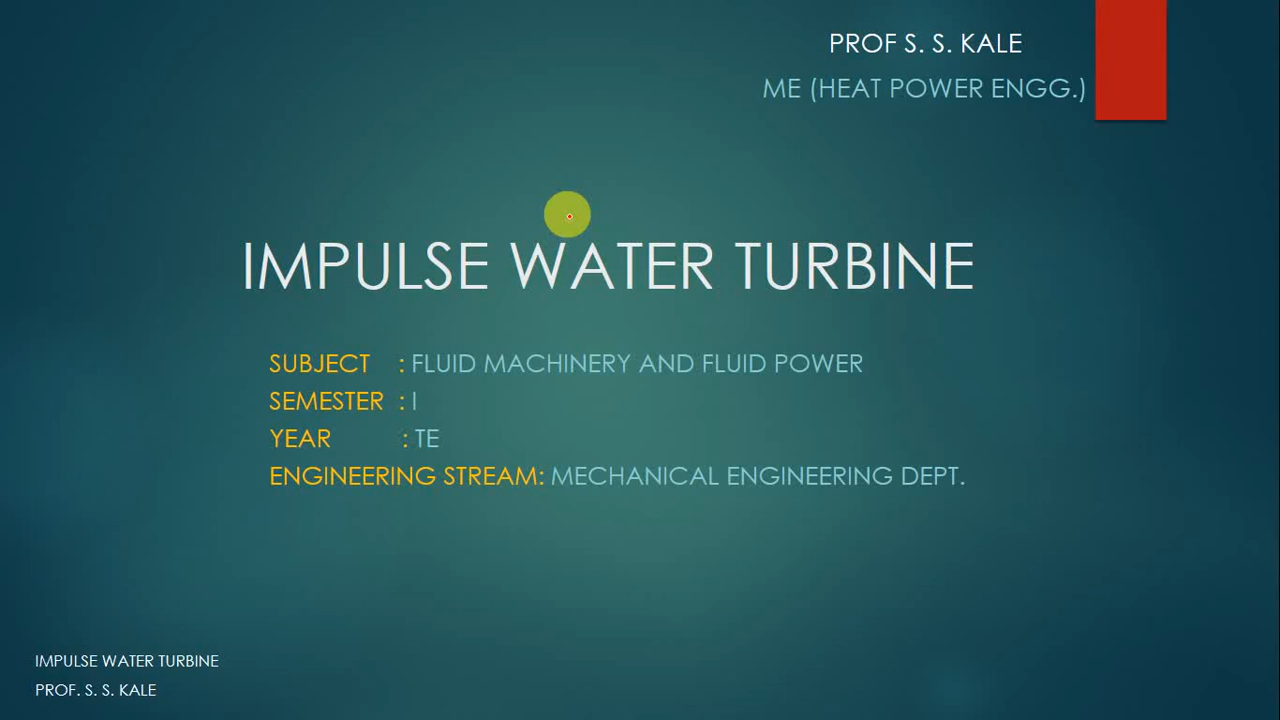 PROF S. S. KALE
ME (HEAT POWER ENGG.)
IMPULSE WATER TURBINE
SUBJECT : FLUID MACHINERY AND FLUID POWER
SEMESTER : I
YEAR : TE
ENGINEERING STREAM: MECHANICAL ENGINEERING DEPT.
IMPULSE WATER TURBINE
PROF. S. S. KALE